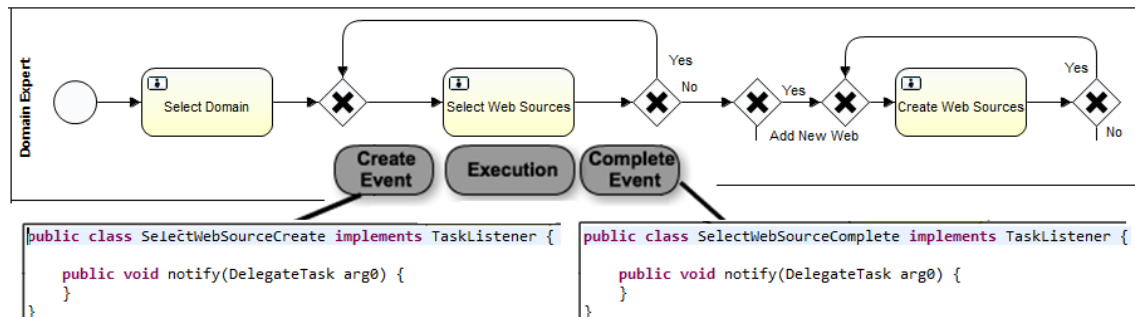 Domain Expert
Select Domain
Select Web Sources
Yes
No
Yes
Add New Web
Create Web Sources
Yes
No
Create
Event
Execution
Complete
Event
public class SelectWebSourceCreate implements TaskListener {
public void notify(DelegateTask arg0) {
}
}
public class SelectWebSourceComplete implements TaskListener {
public void notify(DelegateTask arg0) {
}
}